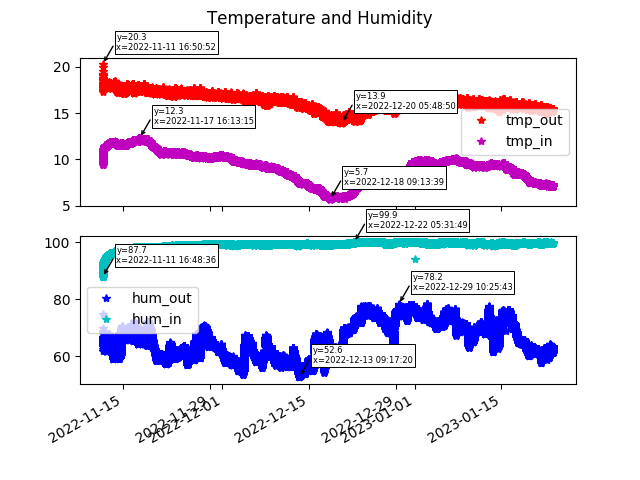 Temperature and Humidity
y=20.3
x=2022-11-11 16:50:52
20
15
10
5
y=12.3
x=2022-11-17 16:13:15
y=13.9
x=2022-12-20 05:48:50
y=5.7
x=2022-12-18 09:13:39
tmp_out
tmp_in
y=99.9
x=2022-12-22 05:31:49
100
80
60
y=87.7
x=2022-11-11 16:48:36
y=78.2
x=2022-12-29 10:25:43
hum_out
hum_in
y=52.6
x=2022-12-13 09:17:20
2022-11-15
2022-11-29
2022-12-01
2022-12-15
2022-12-29
2023-01-01
2023-01-15